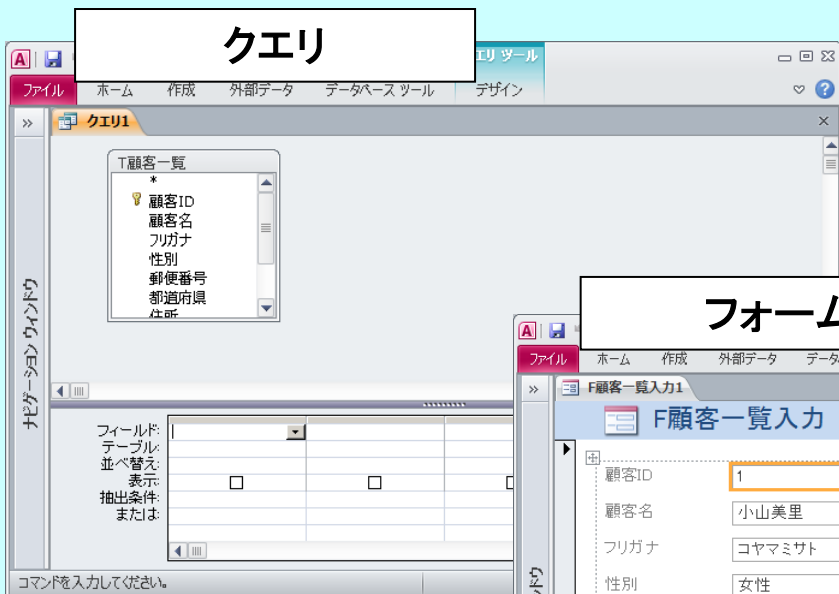 クエリ
エリ ツール
ファイル ホーム 作成 外部データ データベース ツール デザイン
クエリ1
T顧客一覧
*
顧客ID
顧客名
フリガナ
性別
郵便番号
都道府県
住所
ナビゲーション ウィンドウ
フィールド:
テーブル:
並べ替え:
表示:
抽出条件:
または:
コマンドを入力してください。
フォーム
ファイル ホーム 作成 外部データ データベ
F顧客一覧入力1
F顧客一覧入力
顧客ID 1
顧客名 小山美里
フリガナ コヤマミサト
性別 女性
ンドウ